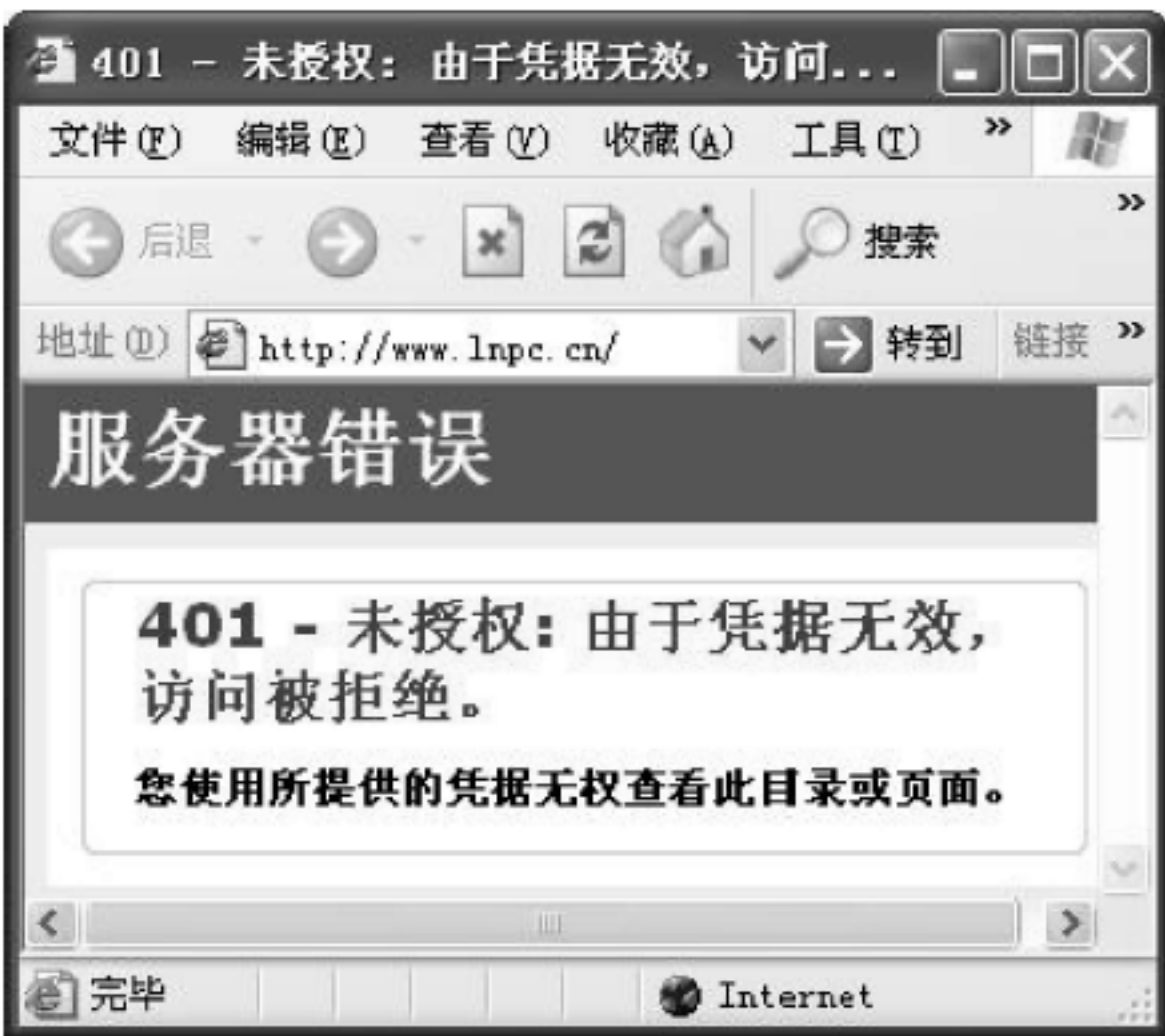 401 - 未授权: 由于凭据无效，访问...
文件(F) 编辑(E) 查看(V) 收藏(A) 工具(T) »
后退 搜索 »
地址(D) http://www.lnpc.cn/ 转到 链接 »
服务器错误
401 - 未授权: 由于凭据无效，
访问被拒绝。
您使用所提供的凭据无权查看此目录或页面。
完毕 Internet